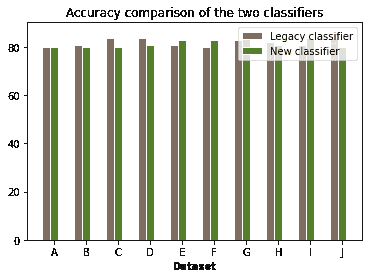 Accuracy comparison of the two classifiers
Legacy classifier
New classifier
80
60
40
20
0
A B C D E F G H I J
Dataset